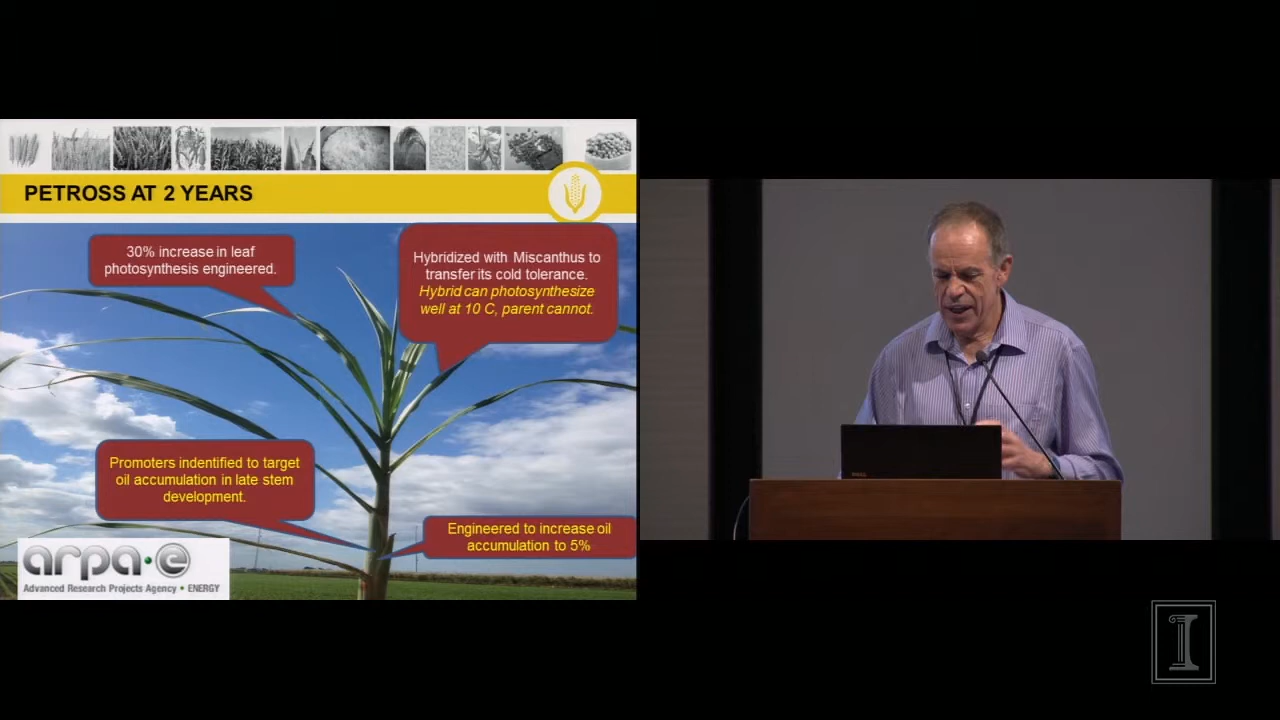 PETROSS AT 2 YEARS
30% increase in leaf
photosynthesis engineered.
Hybridized with Miscanthus to
transfer its cold tolerance.
Hybrid can photosynthesize
well at 10 C, parent cannot.
Promoters indentified to target
oil accumulation in late stem
development.
Engineered to increase oil
accumulation to 5%
arpa·e
Advanced Research Projects Agency • ENERGY
DELL
I